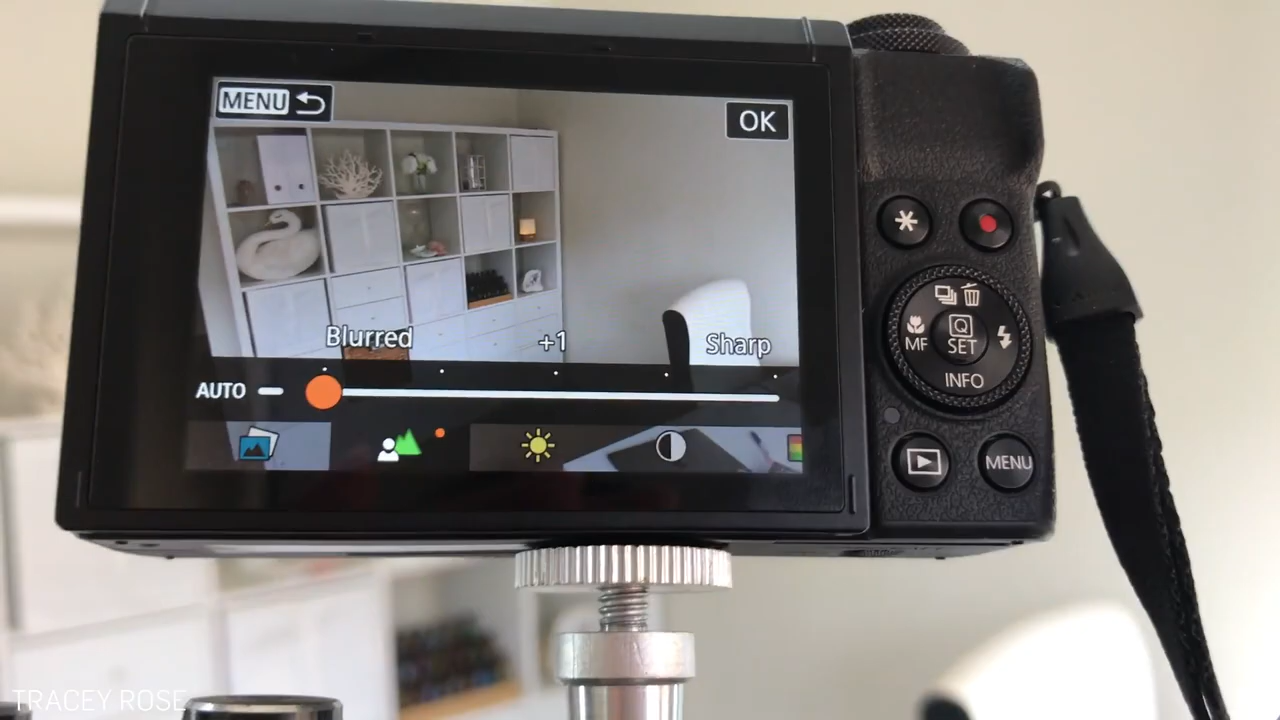 MENU
OK
Blurred +1 Sharp
AUTO
MF
Q
SET
INFO
MENU
TRACEY ROSE